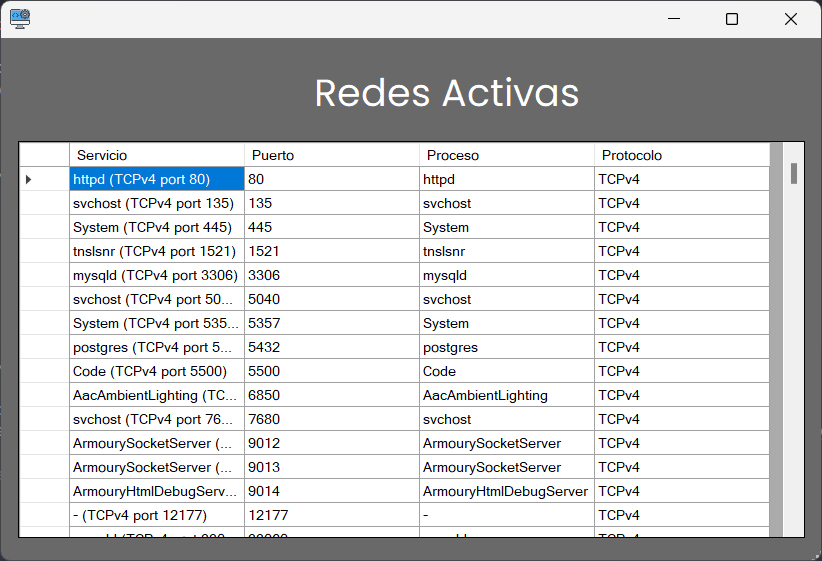 Redes Activas
Servicio Puerto Proceso Protocolo
httpd (TCPv4 port 80) 80 httpd TCPv4
svchost (TCPv4 port 135) 135 svchost TCPv4
System (TCPv4 port 445) 445 System TCPv4
tnslsnr (TCPv4 port 1521) 1521 tnslsnr TCPv4
mysqld (TCPv4 port 3306) 3306 mysqld TCPv4
svchost (TCPv4 port 50... 5040 svchost TCPv4
System (TCPv4 port 535... 5357 System TCPv4
postgres (TCPv4 port 5... 5432 postgres TCPv4
Code (TCPv4 port 5500) 5500 Code TCPv4
AacAmbientLighting (TC... 6850 AacAmbientLighting TCPv4
svchost (TCPv4 port 76... 7680 svchost TCPv4
ArmourySocketServer (... 9012 ArmourySocketServer TCPv4
ArmourySocketServer (... 9013 ArmourySocketServer TCPv4
ArmouryHtmlDebugServ... 9014 ArmouryHtmlDebugServer TCPv4
- (TCPv4 port 12177) 12177 - TCPv4